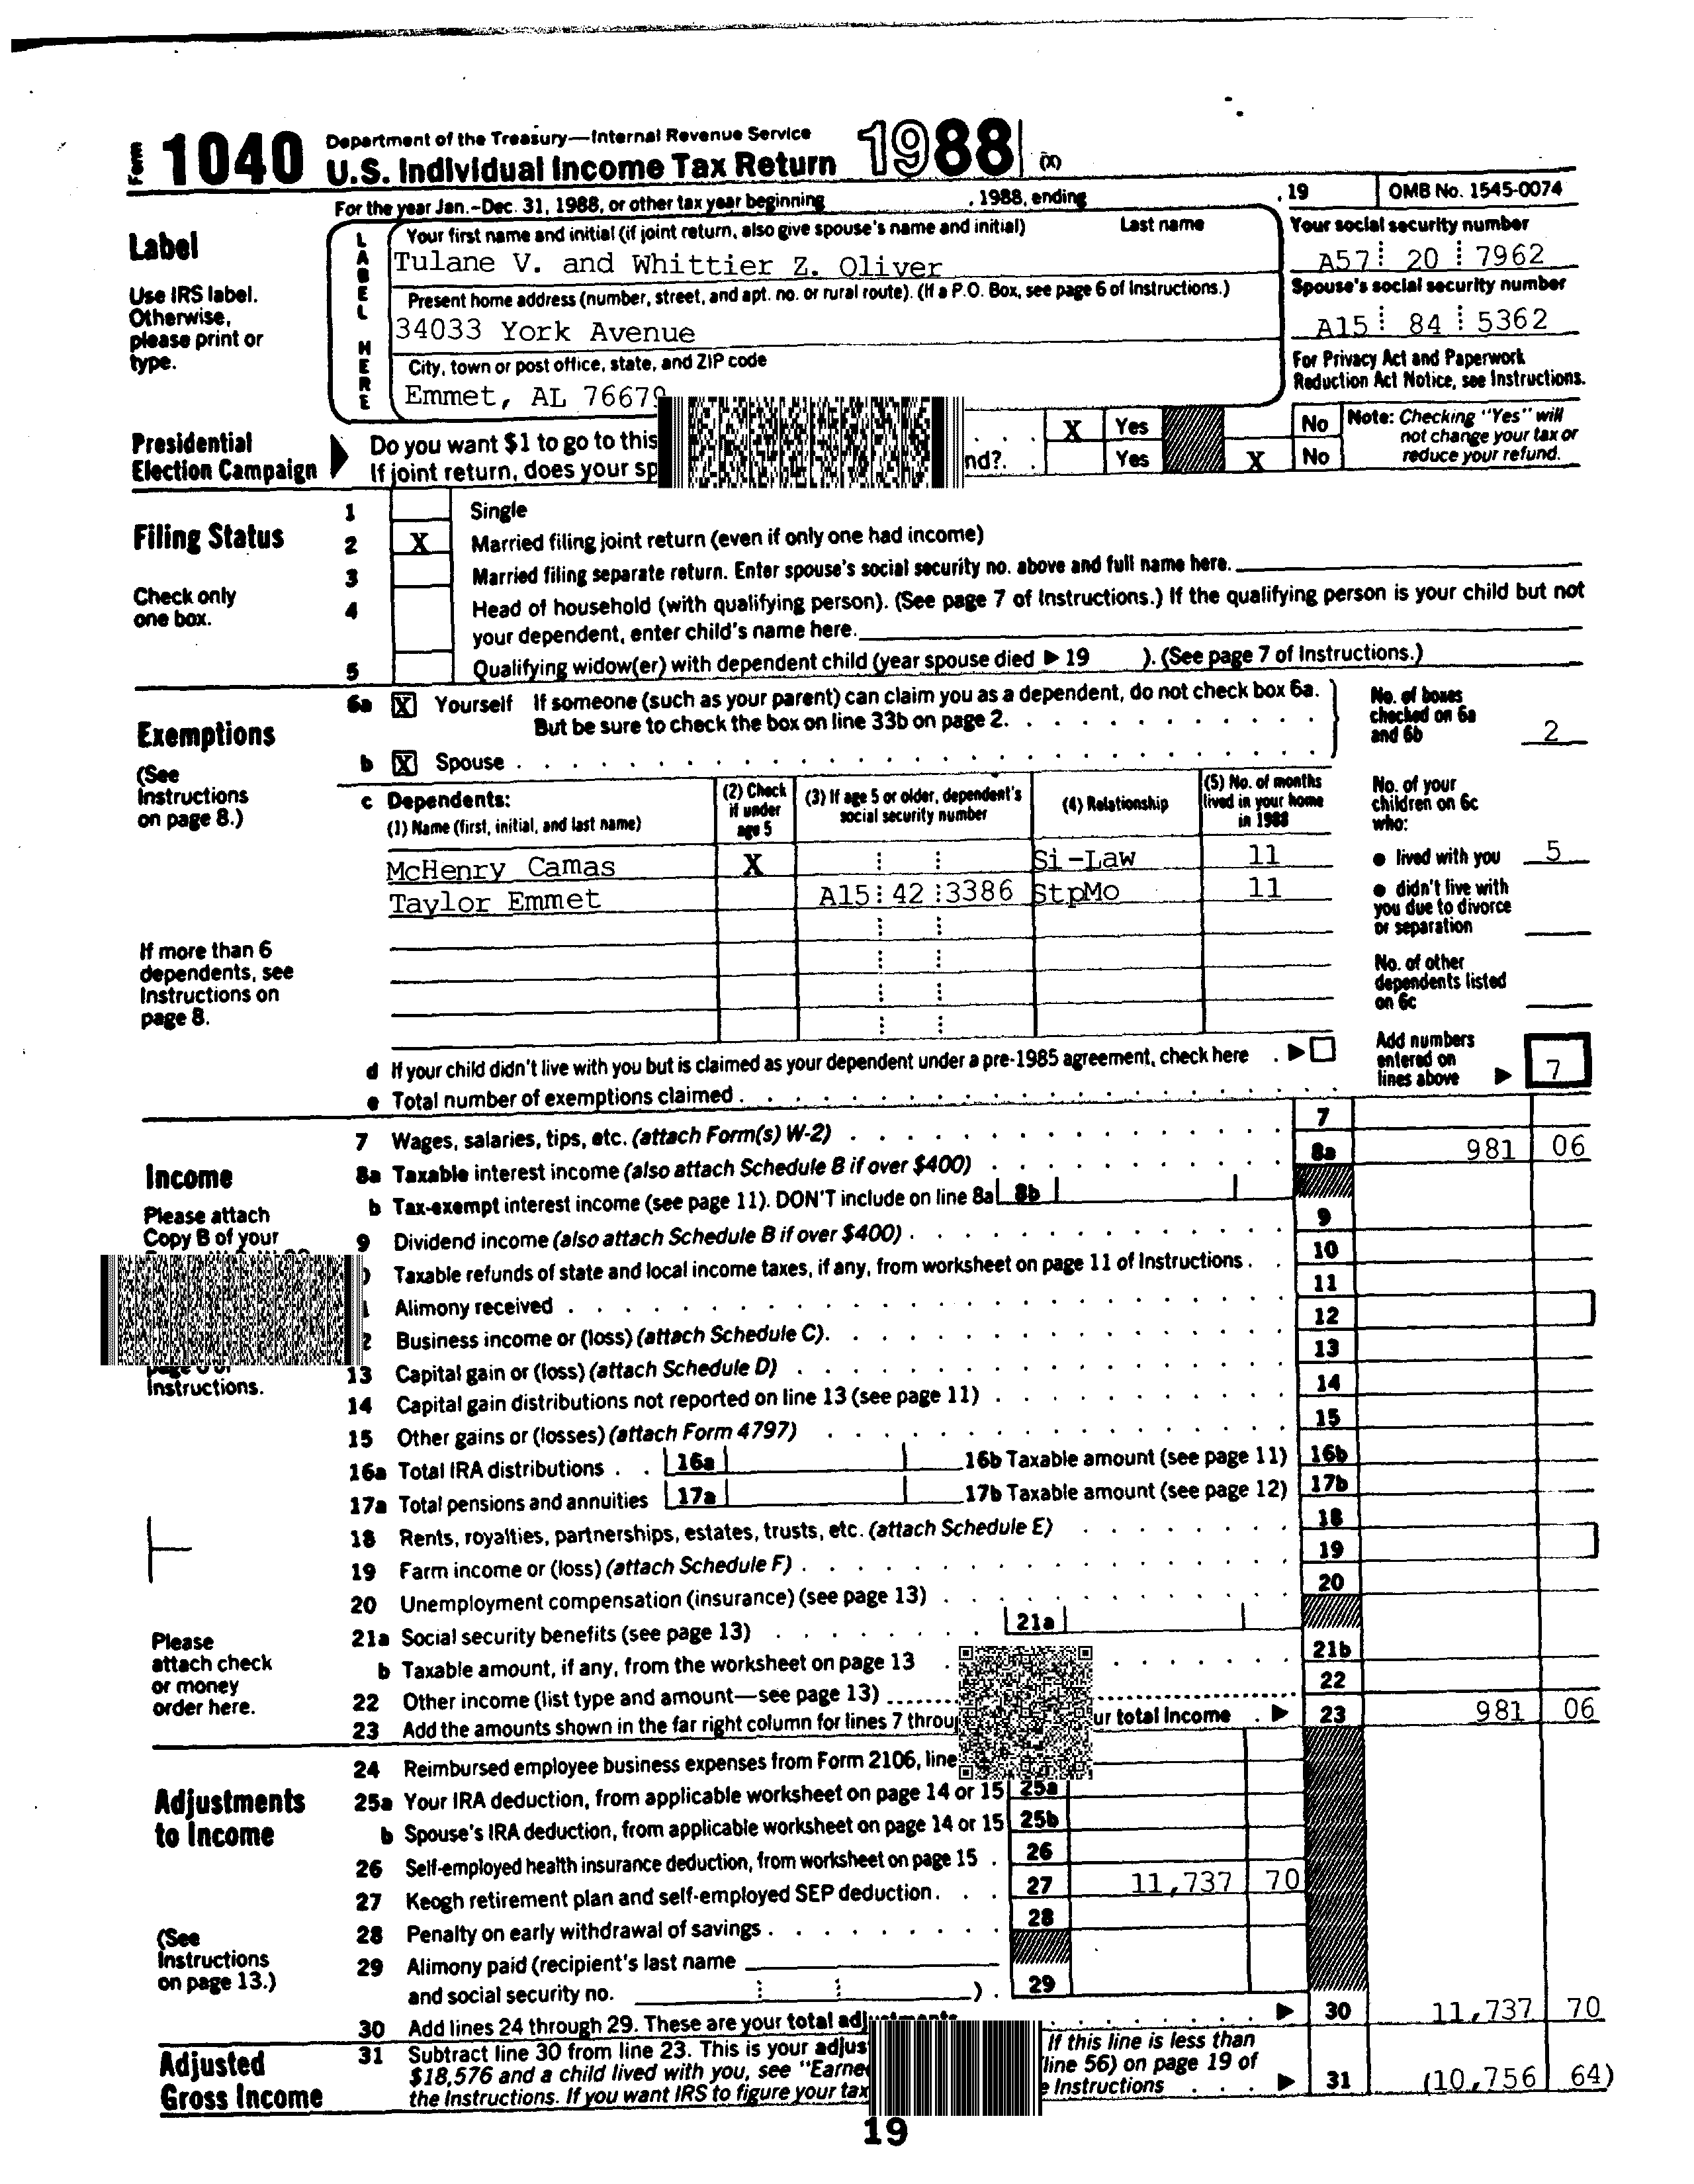 Form 1040 Department of the Treasury—Internal Revenue Service
U.S. Individual Income Tax Return 1988 (X)
For the year Jan.-Dec. 31, 1988, or other tax year beginning , 1988, ending , 19 OMB No. 1545-0074
Label
Use IRS label. Otherwise, please print or type.
LABEL HERE
Your first name and initial (if joint return, also give spouse's name and initial) Last name
Tulane V. and Whittier Z. Oliver
Your social security number
A57 20 7962
Present home address (number, street, and apt. no. or rural route). (If a P.O. Box, see page 6 of Instructions.)
34033 York Avenue
Spouse's social security number
A15 84 5362
City, town or post office, state, and ZIP code
Emmet, AL 76679
For Privacy Act and Paperwork Reduction Act Notice, see Instructions.
Presidential Election Campaign
Do you want $1 to go to this X Yes No
If joint return, does your sp nd?. Yes X No
Note: Checking "Yes" will not change your tax or reduce your refund.
Filing Status
Check only one box.
1 Single
2 X Married filing joint return (even if only one had income)
3 Married filing separate return. Enter spouse's social security no. above and full name here.
4 Head of household (with qualifying person). (See page 7 of Instructions.) If the qualifying person is your child but not
your dependent, enter child's name here.
5 Qualifying widow(er) with dependent child (year spouse died ▶ 19 ). (See page 7 of Instructions.)
Exemptions
(See Instructions on page 8.)
6a X Yourself If someone (such as your parent) can claim you as a dependent, do not check box 6a.
But be sure to check the box on line 33b on page 2.
b X Spouse
No. of boxes checked on 6a and 6b 2
c Dependents:
(1) Name (first, initial, and last name)
(2) Check if under age 5
(3) If age 5 or older, dependent's social security number
(4) Relationship
(5) No. of months lived in your home in 1988
McHenry Camas X Si-Law 11
Taylor Emmet A15 42 3386 StpMo 11
No. of your children on 6c who:
● lived with you 5
● didn't live with you due to divorce or separation
No. of other dependents listed on 6c
If more than 6 dependents, see Instructions on page 8.
d If your child didn't live with you but is claimed as your dependent under a pre-1985 agreement, check here . ▶
e Total number of exemptions claimed
Add numbers entered on lines above ▶ 7
Income
Please attach
Copy B of your
page 6 of
Instructions.
7 Wages, salaries, tips, etc. (attach Form(s) W-2) 7
8a Taxable interest income (also attach Schedule B if over $400) 8a 981 06
b Tax-exempt interest income (see page 11). DON'T include on line 8a 8b
9 Dividend income (also attach Schedule B if over $400) 9
Taxable refunds of state and local income taxes, if any, from worksheet on page 11 of Instructions 10
Alimony received 11
2 Business income or (loss) (attach Schedule C). 12
13 Capital gain or (loss) (attach Schedule D) 13
14 Capital gain distributions not reported on line 13 (see page 11) 14
15 Other gains or (losses) (attach Form 4797) 15
16a Total IRA distributions 16a 16b Taxable amount (see page 11) 16b
17a Total pensions and annuities 17a 17b Taxable amount (see page 12) 17b
18 Rents, royalties, partnerships, estates, trusts, etc. (attach Schedule E) 18
19 Farm income or (loss) (attach Schedule F) 19
20 Unemployment compensation (insurance) (see page 13) 20
21a Social security benefits (see page 13) 21a
b Taxable amount, if any, from the worksheet on page 13 21b
22 Other income (list type and amount—see page 13) 22
23 Add the amounts shown in the far right column for lines 7 throu ur total income ▶ 23 981 06
Please attach check or money order here.
Adjustments to Income
(See Instructions on page 13.)
24 Reimbursed employee business expenses from Form 2106, line
25a Your IRA deduction, from applicable worksheet on page 14 or 15 25a
b Spouse's IRA deduction, from applicable worksheet on page 14 or 15 25b
26 Self-employed health insurance deduction, from worksheet on page 15 26
27 Keogh retirement plan and self-employed SEP deduction 27 11,737 70
28 Penalty on early withdrawal of savings 28
29 Alimony paid (recipient's last name
and social security no. ) 29
30 Add lines 24 through 29. These are your total adjustments ▶ 30 11,737 70
Adjusted Gross Income
31 Subtract line 30 from line 23. This is your adjus If this line is less than
$18,576 and a child lived with you, see "Earne line 56) on page 19 of
the Instructions. If you want IRS to figure your tax e Instructions ▶ 31 (10,756 64)
19